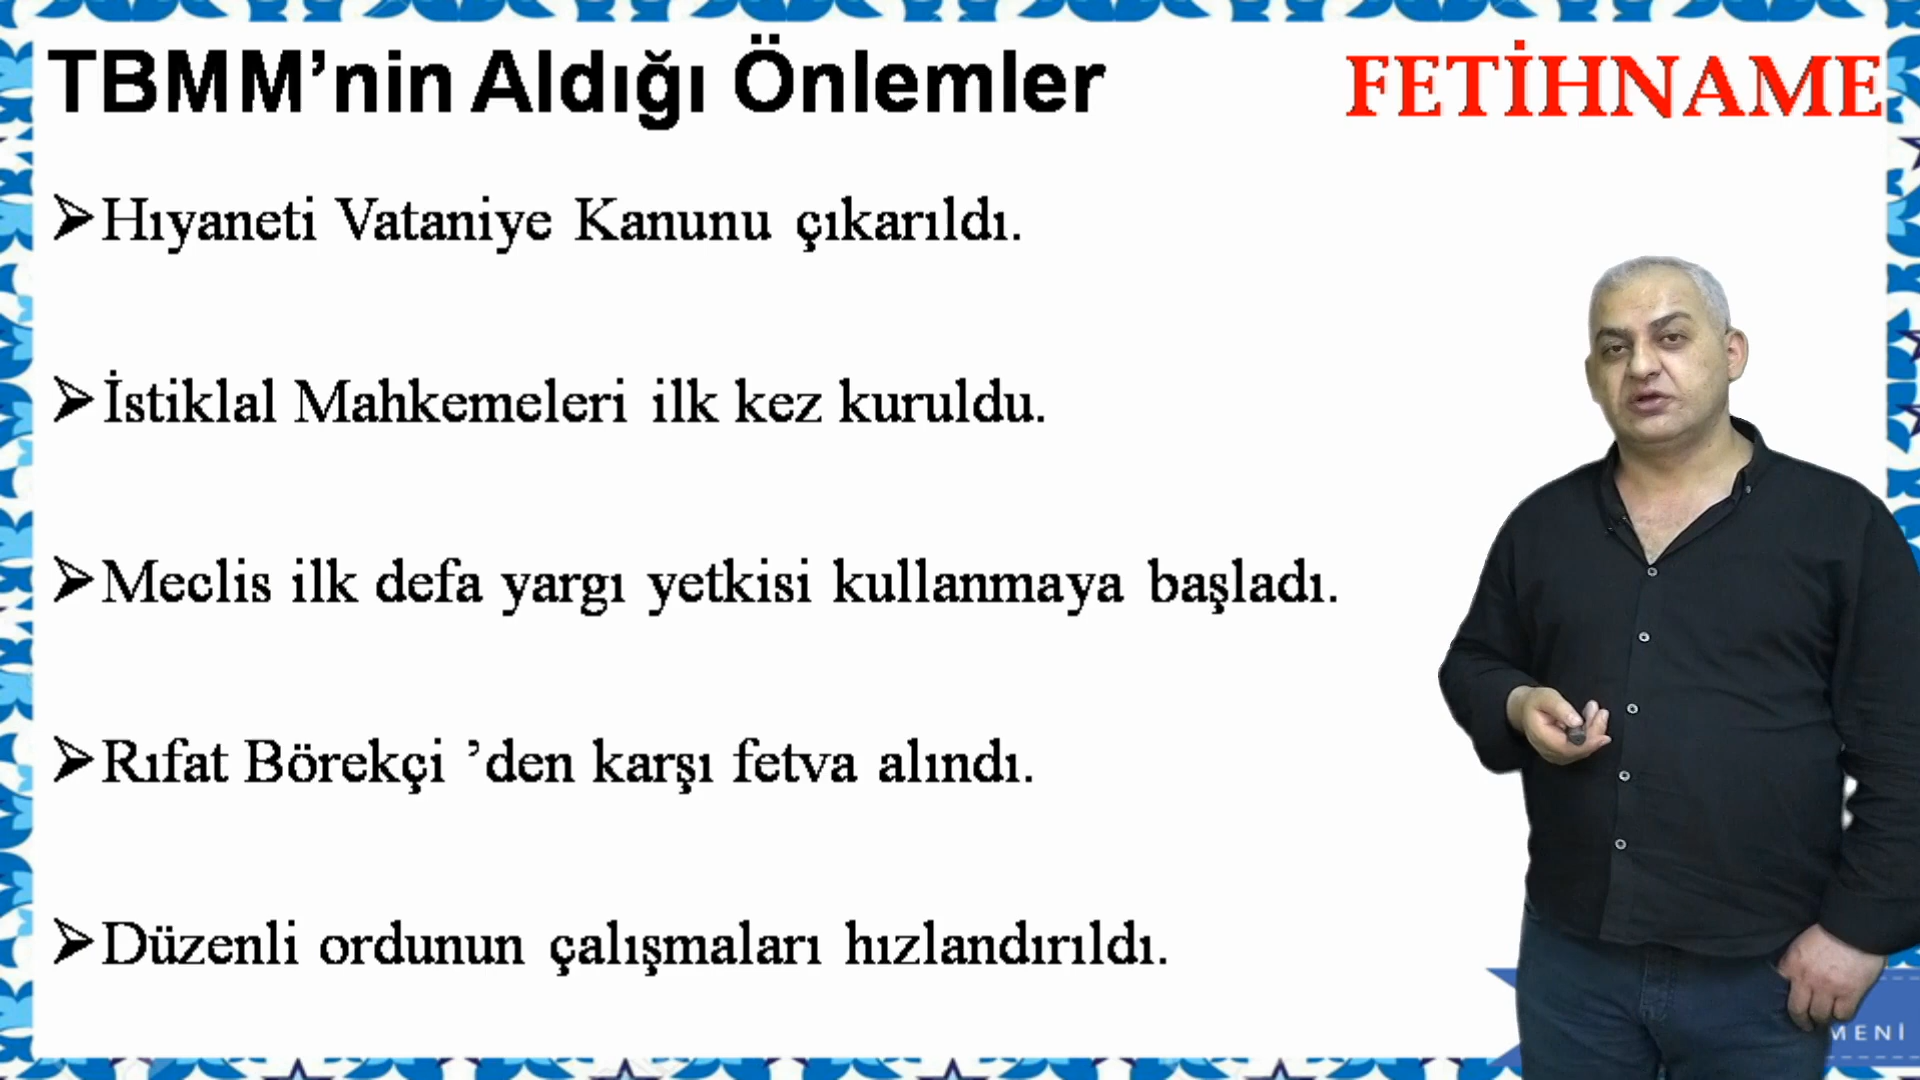 TBMM’nin Aldığı Önlemler
FETİHNAME
➢Hıyaneti Vataniye Kanunu çıkarıldı.
➢İstiklal Mahkemeleri ilk kez kuruldu.
➢Meclis ilk defa yargı yetkisi kullanmaya başladı.
➢Rıfat Börekçi ’den karşı fetva alındı.
➢Düzenli ordunun çalışmaları hızlandırıldı.
MENİ